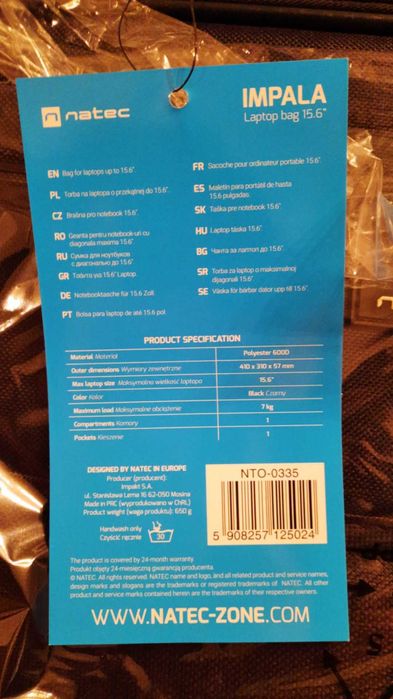 natec
IMPALA
Laptop bag 15.6"
EN Bag for laptops up to 15.6".
PL Torba na laptopa o przekątnej do 15.6".
CZ Brašna pro notebook 15.6".
RO Geanta pentru notebook-uri cu
diagonala maxima 15.6"
RU Сумка для ноутбуков
с диагональю до 15.6"
GR Τσάντα για 15.6" Laptop.
DE Notebooktasche für 15.6 Zoll.
PT Bolsa para laptop de até 15.6 pol.
FR Sacoche pour ordinateur portable 15.6".
ES Maletín para portátil de hasta
15.6 pulgadas.
SK Taška pre notebook 15.6".
HU Laptop táska 15.6".
BG Чанта за лаптоп до 15.6".
SR Torba za laptop o maksimalnoj
dijagonali 15.6"
SE Väska för bärbar dator upp till 15.6".
PRODUCT SPECIFICATION
Material Materiał Polyester 600D
Outer dimensions Wymiary zewnętrzne 410 x 310 x 57 mm
Max laptop size Maksymalna wielkość laptopa 15.6"
Color Kolor Black Czarny
Maximum load Maksymalne obciążenie 7 kg
Compartments Komory 1
Pockets Kieszenie 1
DESIGNED BY NATEC IN EUROPE
Producer (producent):
Impakt S.A.
ul. Stanisława Lema 16 62-050 Mosina
Made in PRC (wyprodukowano w ChRL)
Product weight (waga produktu): 650 g
Handwash only
Czyścić ręcznie
30
NTO-0335
5 908257 125024
The product is covered by 24-month warranty.
Produkt objęty 24 miesięczną gwarancją producenta.
© NATEC. All rights reserved. NATEC name and logo, and all related product and service names,
design marks and slogans are trademarks or registered trademarks of NATEC. All other
product and service marks contained herein are the trademarks of their respective owners.
WWW.NATEC-ZONE.COM